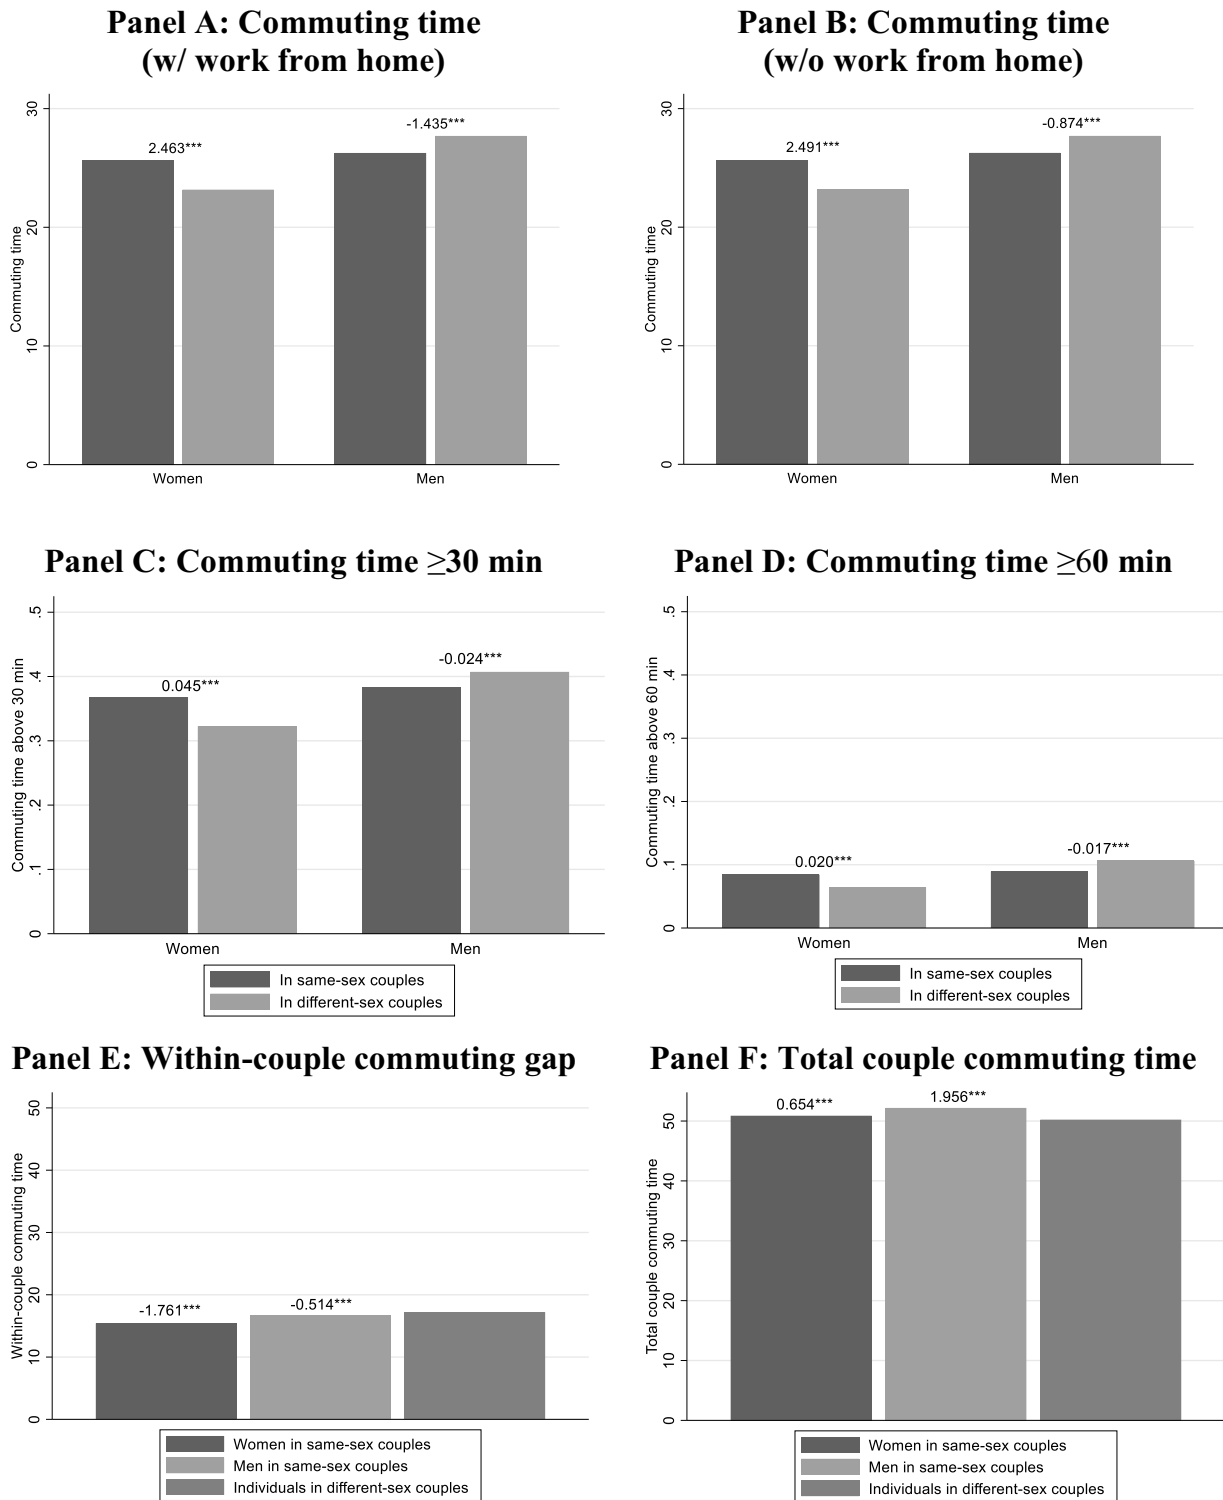 Panel A: Commuting time
(w/ work from home)
Commuting time
30
20
10
0
2.463***
-1.435***
Women
Men
Panel B: Commuting time
(w/o work from home)
Commuting time
30
20
10
0
2.491***
-0.874***
Women
Men
Panel C: Commuting time ≥30 min
Commuting time above 30 min
.5
.4
.3
.2
.1
0
0.045***
-0.024***
Women
Men
In same-sex couples
In different-sex couples
Panel D: Commuting time ≥60 min
Commuting time above 60 min
.5
.4
.3
.2
.1
0
0.020***
-0.017***
Women
Men
In same-sex couples
In different-sex couples
Panel E: Within-couple commuting gap
Within-couple commuting time
50
40
30
20
10
0
-1.761***
-0.514***
Women in same-sex couples
Men in same-sex couples
Individuals in different-sex couples
Panel F: Total couple commuting time
Total couple commuting time
50
40
30
20
10
0
0.654***
1.956***
Women in same-sex couples
Men in same-sex couples
Individuals in different-sex couples